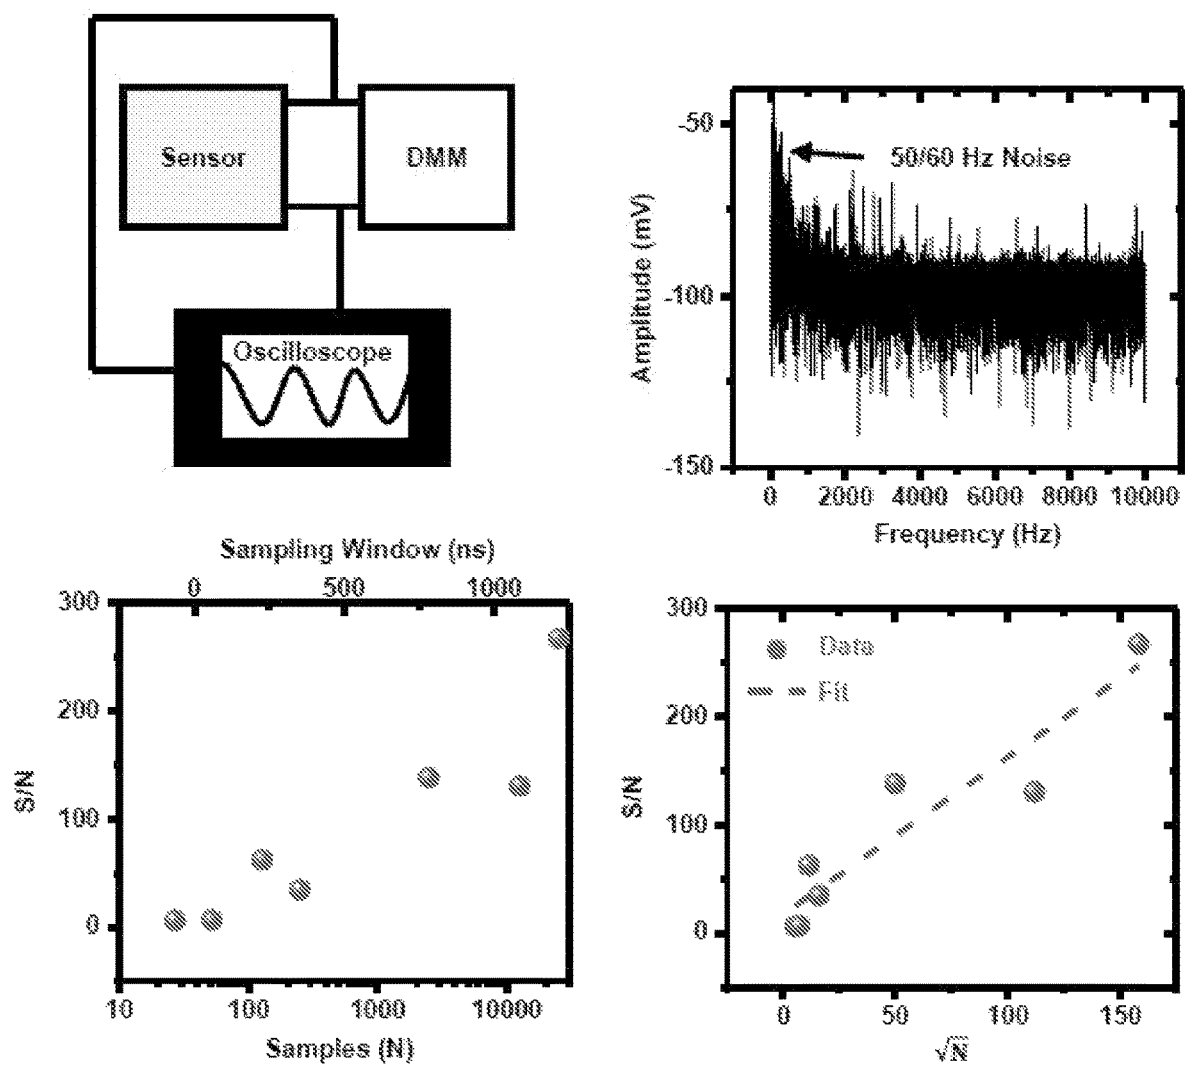 Sensor
DMM
Oscilloscope
-50
50/60 Hz Noise
-100
-150
Amplitude (mV)
0 2000 4000 6000 8000 10000
Frequency (Hz)
Sampling Window (ns)
0 500 1000
300
200
100
0
S/N
10 100 1000 10000
Samples (N)
300
Data
Fit
200
100
0
S/N
0 50 100 150
√N